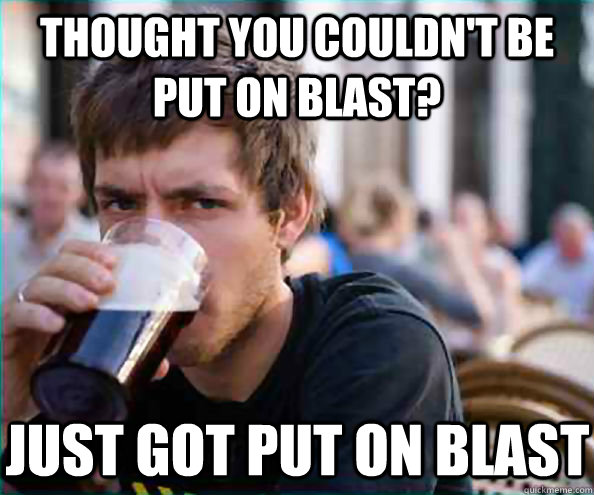 THOUGHT YOU COULDN'T BE
PUT ON BLAST?
JUST GOT PUT ON BLAST
quickmeme.com